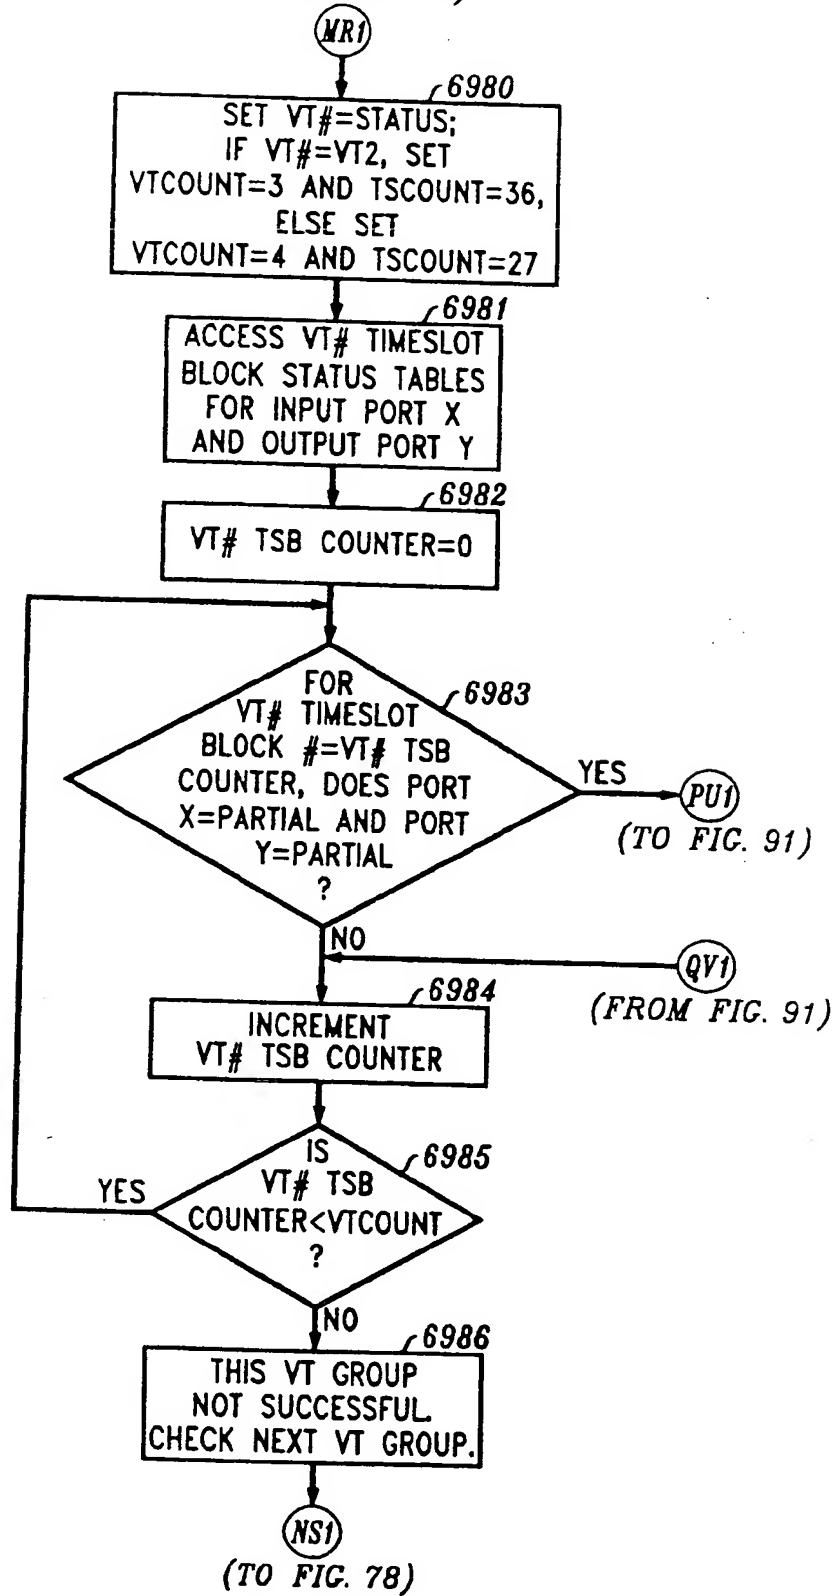 MR1
6980
SET VT#=STATUS;
IF VT#=VT2, SET
VTCOUNT=3 AND TSCOUNT=36,
ELSE SET
VTCOUNT=4 AND TSCOUNT=27
6981
ACCESS VT# TIMESLOT
BLOCK STATUS TABLES
FOR INPUT PORT X
AND OUTPUT PORT Y
6982
VT# TSB COUNTER=0
6983
FOR
VT# TIMESLOT
BLOCK #=VT# TSB
COUNTER, DOES PORT
X=PARTIAL AND PORT
Y=PARTIAL
?
YES
PU1
(TO FIG. 91)
NO
QV1
(FROM FIG. 91)
6984
INCREMENT
VT# TSB COUNTER
6985
IS
VT# TSB
COUNTER<VTCOUNT
?
YES
NO
6986
THIS VT GROUP
NOT SUCCESSFUL.
CHECK NEXT VT GROUP.
NS1
(TO FIG. 78)